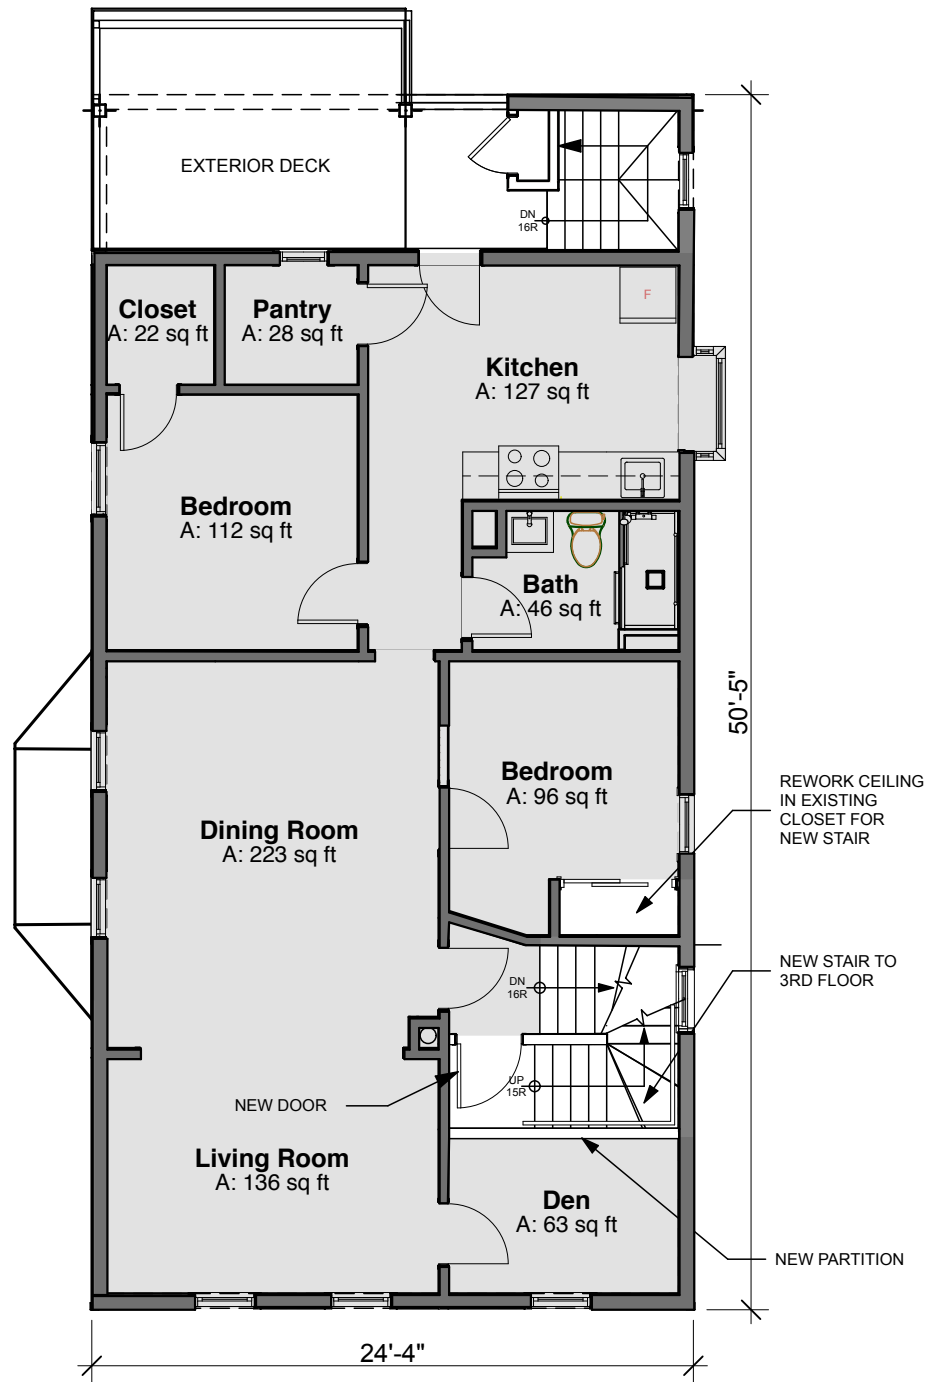 EXTERIOR DECK
DN
16R
Closet
A: 22 sq ft
Pantry
A: 28 sq ft
F
Kitchen
A: 127 sq ft
Bedroom
A: 112 sq ft
Bath
A: 46 sq ft
50'-5"
Bedroom
A: 96 sq ft
REWORK CEILING
IN EXISTING
CLOSET FOR
NEW STAIR
Dining Room
A: 223 sq ft
NEW STAIR TO
3RD FLOOR
DN
16R
UP
15R
NEW DOOR
Living Room
A: 136 sq ft
Den
A: 63 sq ft
NEW PARTITION
24'-4"